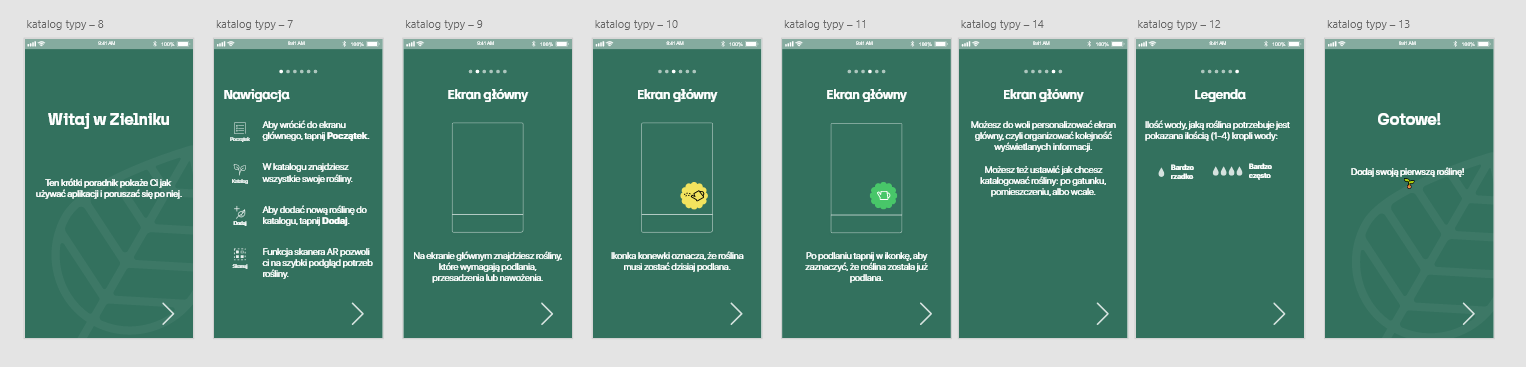 katalog typy – 8
9:41 AM
100%
Witaj w Zielniku
Ten krótki poradnik pokaże Ci jak
używać aplikacji i poruszać się po niej.
katalog typy – 7
9:41 AM
100%
Nawigacja
Początek
Aby wrócić do ekranu
głównego, tapnij Początek.
Katalog
W katalogu znajdziesz
wszystkie swoje rośliny.
Dodaj
Aby dodać nową roślinę do
katalogu, tapnij Dodaj.
Skanuj
Funkcja skanera AR pozwoli
ci na szybki podgląd potrzeb
rośliny.
katalog typy – 9
9:41 AM
100%
Ekran główny
Na ekranie głównym znajdziesz rośliny,
które wymagają podlania,
przesadzenia lub nawożenia.
katalog typy – 10
9:41 AM
100%
Ekran główny
Ikonka konewki oznacza, że roślina
musi zostać dzisiaj podlana.
katalog typy – 11
9:41 AM
100%
Ekran główny
Po podlaniu tapnij w ikonkę, aby
zaznaczyć, że roślina została już
podlana.
katalog typy – 14
9:41 AM
100%
Ekran główny
Możesz do woli personalizować ekran
główny, czyli organizować kolejność
wyświetlanych informacji.
Możesz też ustawić jak chcesz
katalogować rośliny: po gatunku,
pomieszczeniu, albo wcale.
katalog typy – 12
9:41 AM
100%
Legenda
Ilość wody, jaką roślina potrzebuje jest
pokazana ilością (1-4) kropli wody:
Bardzo
rzadko
Bardzo
często
katalog typy – 13
9:41 AM
100%
Gotowe!
Dodaj swoją pierwszą roślinę!